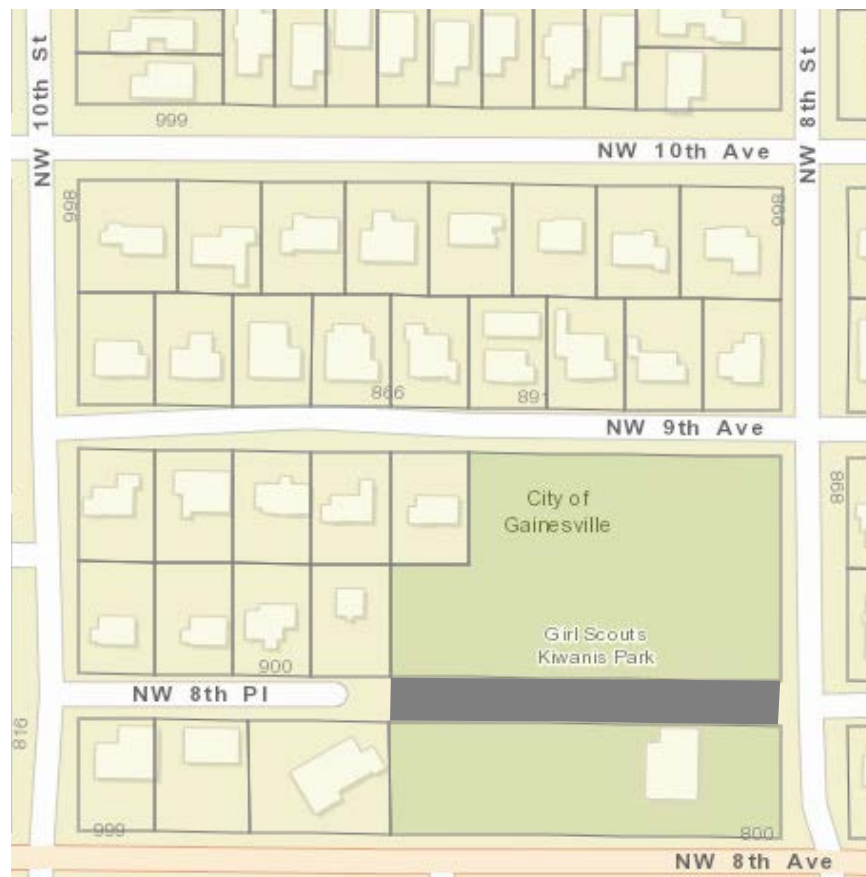 NW 10th St
NW 8th St
999
NW 10th Ave
998
998
866
891
NW 9th Ave
City of
Gainesville
898
Girl Scouts
Kiwanis Park
900
NW 8th Pl
816
999
800
NW 8th Ave